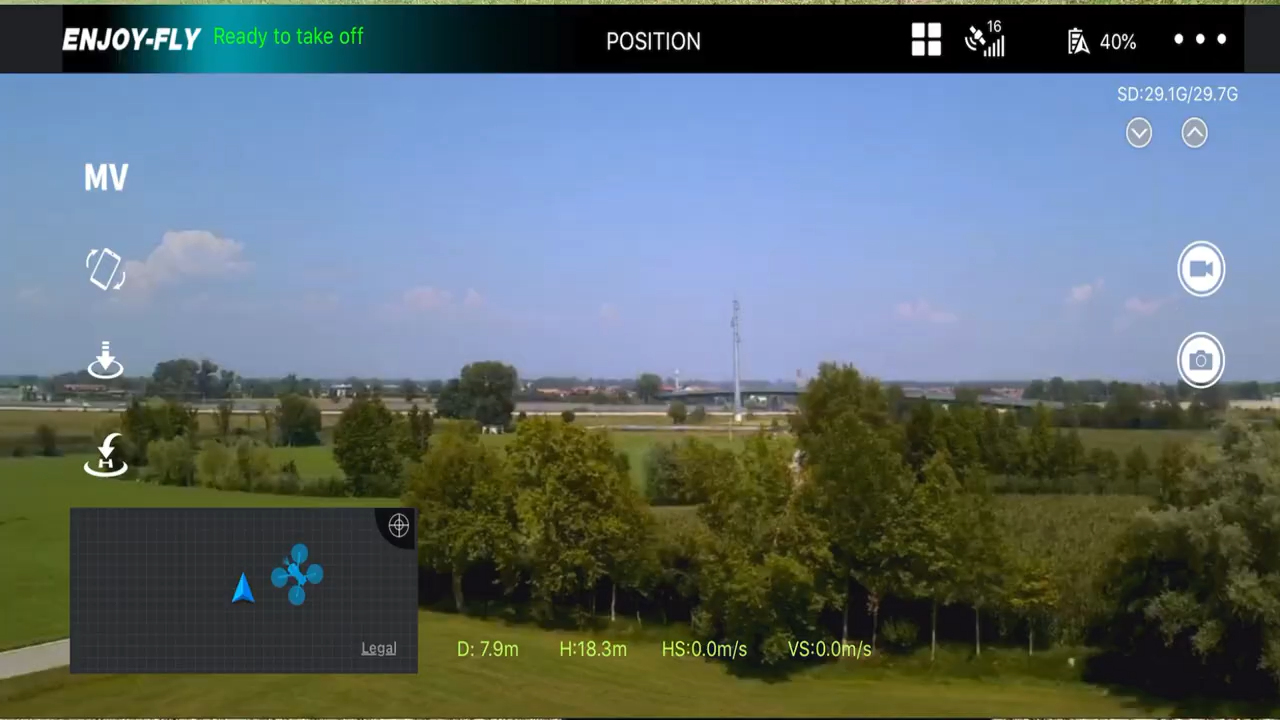 ENJOY-FLY Ready to take off POSITION 16 40%
SD:29.1G/29.7G
MV
H
Legal
D: 7.9m H:18.3m HS:0.0m/s VS:0.0m/s